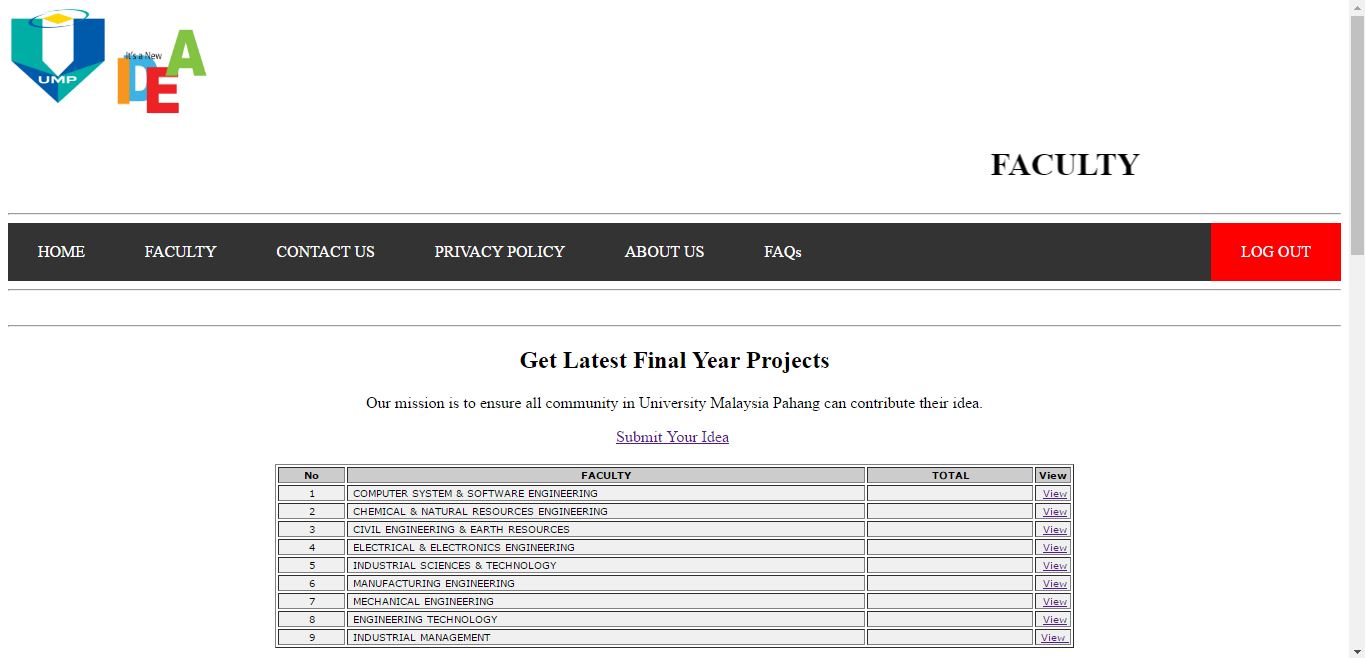 UMP
It's a New
IDEA
FACULTY
HOME FACULTY CONTACT US PRIVACY POLICY ABOUT US FAQs LOG OUT
Get Latest Final Year Projects
Our mission is to ensure all community in University Malaysia Pahang can contribute their idea.
Submit Your Idea
No FACULTY TOTAL View
1 COMPUTER SYSTEM & SOFTWARE ENGINEERING View
2 CHEMICAL & NATURAL RESOURCES ENGINEERING View
3 CIVIL ENGINEERING & EARTH RESOURCES View
4 ELECTRICAL & ELECTRONICS ENGINEERING View
5 INDUSTRIAL SCIENCES & TECHNOLOGY View
6 MANUFACTURING ENGINEERING View
7 MECHANICAL ENGINEERING View
8 ENGINEERING TECHNOLOGY View
9 INDUSTRIAL MANAGEMENT View